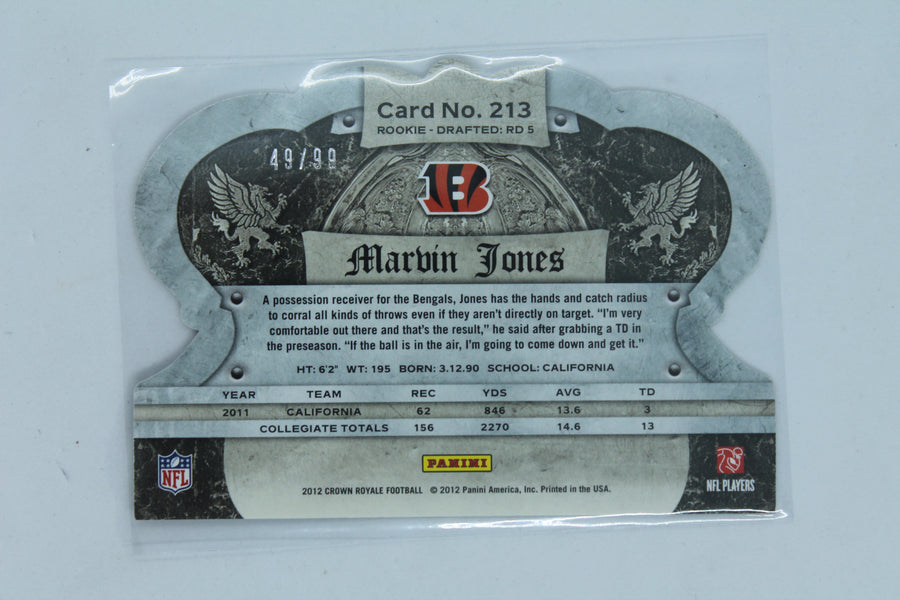 Card No. 213
ROOKIE - DRAFTED: RD 5
49/99
B
Marvin Jones
A possession receiver for the Bengals, Jones has the hands and catch radius
to corral all kinds of throws even if they aren't directly on target. "I'm very
comfortable out there and that's the result," he said after grabbing a TD in
the preseason. "If the ball is in the air, I'm going to come down and get it."
HT: 6'2" WT: 195 BORN: 3.12.90 SCHOOL: CALIFORNIA
YEAR TEAM REC YDS AVG TD
2011 CALIFORNIA 62 846 13.6 3
COLLEGIATE TOTALS 156 2270 14.6 13
NFL
PANINI
NFL PLAYERS
2012 CROWN ROYALE FOOTBALL © 2012 Panini America, Inc. Printed in the USA.